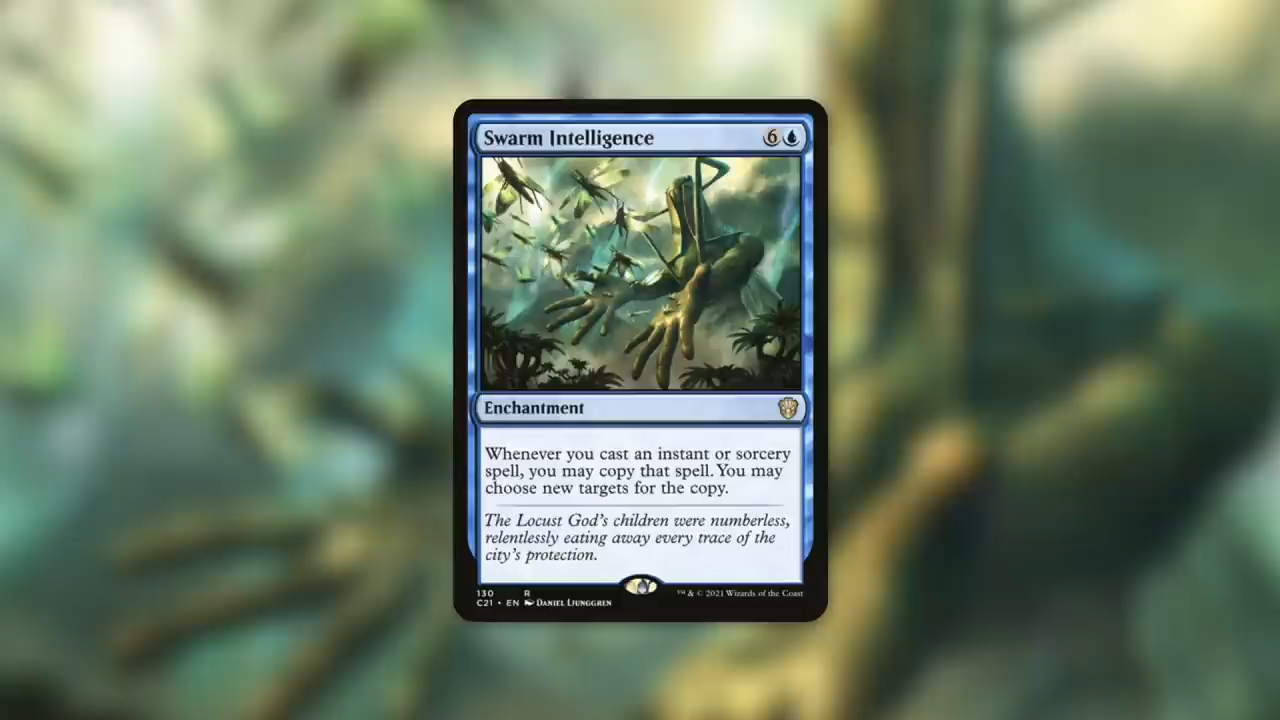 Swarm Intelligence 6
Enchantment
Whenever you cast an instant or sorcery
spell, you may copy that spell. You may
choose new targets for the copy.
The Locust God's children were numberless,
relentlessly eating away every trace of the
city's protection.
130 R
C21 • EN DANIEL LJUNGGREN
™ & © 2021 Wizards of the Coast